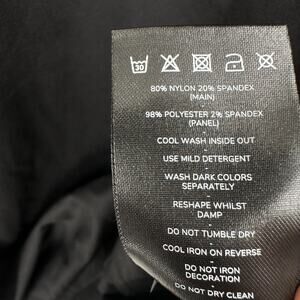 30
80% NYLON 20% SPANDEX
(MAIN)
98% POLYESTER 2% SPANDEX
(PANEL)
COOL WASH INSIDE OUT
USE MILD DETERGENT
WASH DARK COLORS
SEPARATELY
RESHAPE WHILST
DAMP
DO NOT TUMBLE DRY
COOL IRON ON REVERSE
DO NOT IRON
DECORATION
DO NOT DRY CLEAN